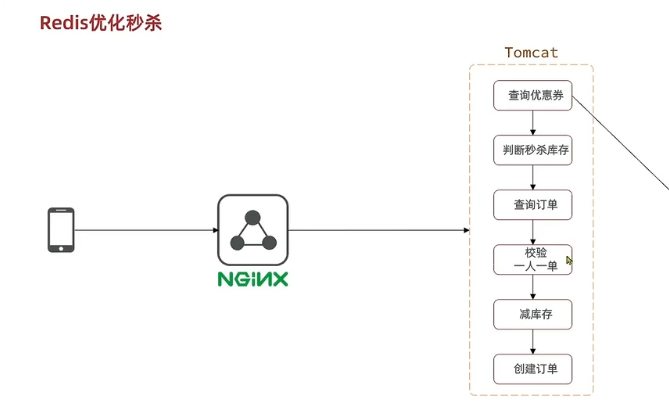 Redis优化秒杀
Tomcat
查询优惠券
判断秒杀库存
查询订单
校验
一人一单
减库存
创建订单
NGiNX